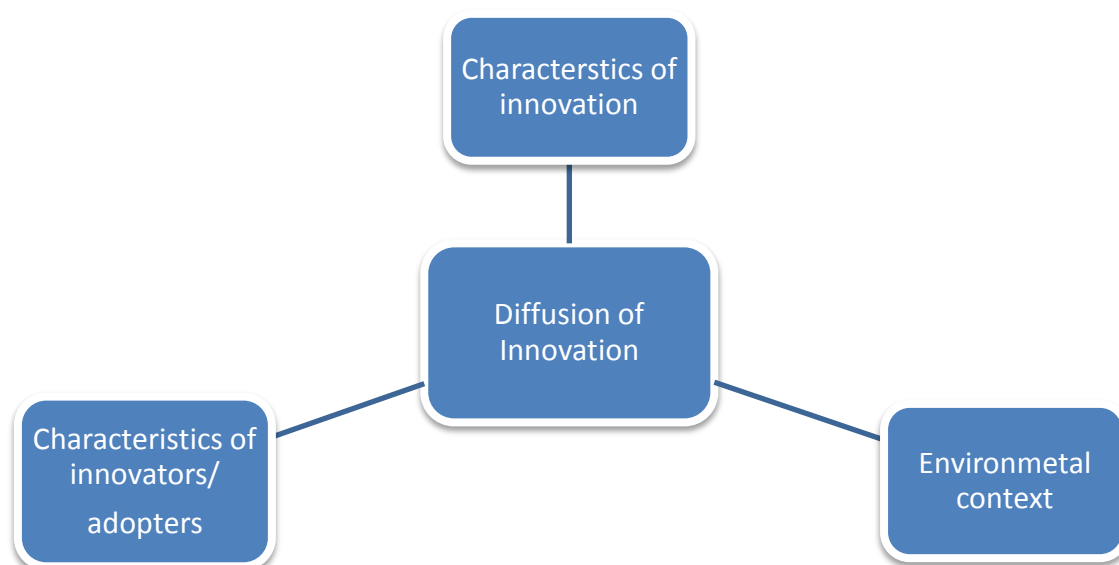 Characterstics of
innovation
Diffusion of
Innovation
Characteristics of
innovators/
adopters
Environmetal
context